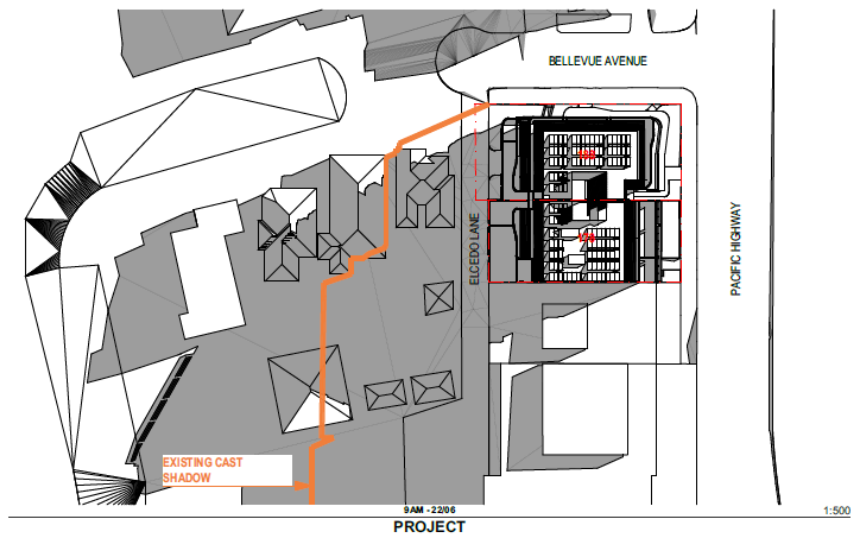 BELLEVUE AVENUE
ELCEDO LANE
PACIFIC HIGHWAY
EXISTING CAST
SHADOW
9AM - 22/06
1:500
PROJECT